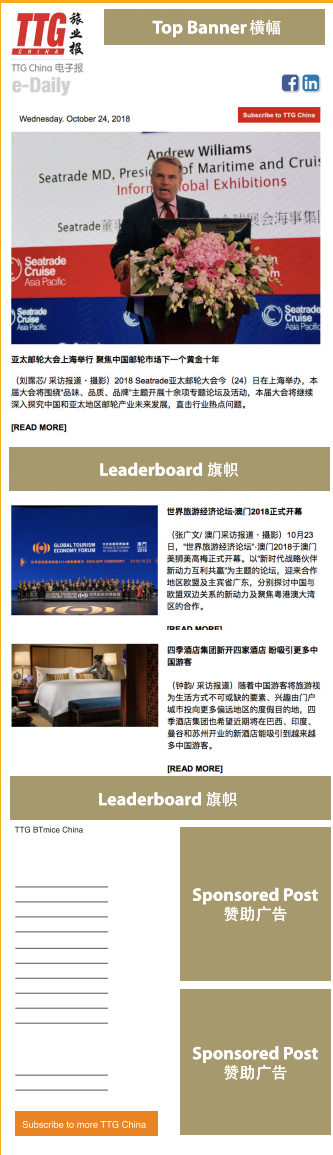 TTG 旅业报
CHINA
TTG China 电子报
e-Daily
Top Banner 横幅
Wednesday. October 24, 2018
Subscribe to TTG China
Andrew Williams
Seatrade MD, President of Maritime and Cruise
Informa Global Exhibitions
Seatrade
Seatrade Cruise
Asia Pacific
Seatrade Cruise
Asia Pacific
亚太邮轮大会上海举行 聚焦中国邮轮市场下一个黄金十年
（刘霈芯/ 采访报道・摄影）2018 Seatrade亚太邮轮大会今（24）日在上海举办，本
届大会将围绕“品味、品质、品牌”主题开展十余项专题论坛及活动，本届大会将继续
深入探究中国和亚太地区邮轮产业未来发展，直击行业热点问题。
[READ MORE]
Leaderboard 旗帜
GLOBAL TOURISM
ECONOMY FORUM
世界旅游经济论坛·澳门2018正式开幕
（张广文/ 澳门采访报道・摄影）10月23
日，“世界旅游经济论坛”·澳门2018于澳门
美狮美高梅正式开幕。以“新时代战略伙伴
新动力互利共赢”为主题的论坛，迎来合作
地区欧盟及主宾省广东，分别探讨中国与
欧盟双边关系的新动力及聚焦粤港澳大湾
区的合作。
[READ MORE]
四季酒店集团新开四家酒店 盼吸引更多中
国游客
（钟韵/ 采访报道）随着中国游客将旅游视
为生活方式不可或缺的要素、兴趣由门户
城市投向更多偏远地区的度假目的地，四
季酒店集团也希望近期将在巴西、印度、
曼谷和苏州开业的新酒店能吸引到越来越
多中国游客。
[READ MORE]
Leaderboard 旗帜
TTG BTmice China
Sponsored Post
赞助广告
Sponsored Post
赞助广告
Subscribe to more TTG China